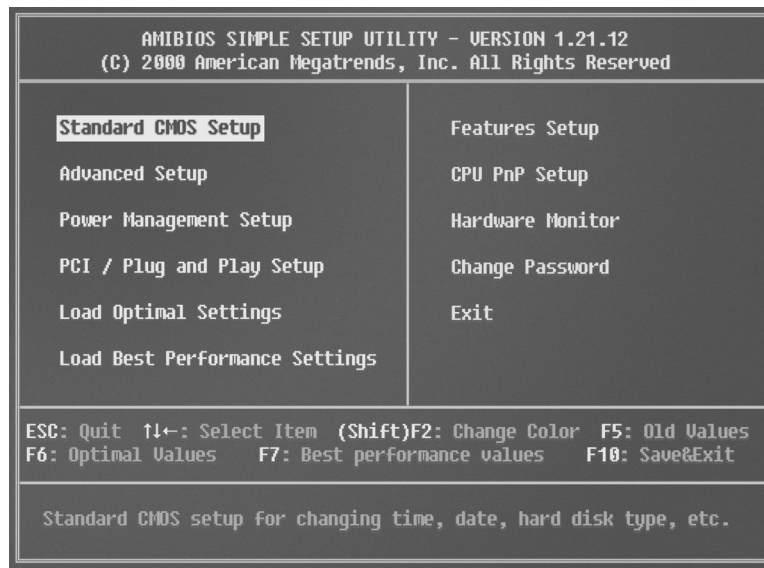 AMIBIOS SIMPLE SETUP UTILITY - VERSION 1.21.12
(C) 2000 American Megatrends, Inc. All Rights Reserved
Standard CMOS Setup
Advanced Setup
Power Management Setup
PCI / Plug and Play Setup
Load Optimal Settings
Load Best Performance Settings
Features Setup
CPU PnP Setup
Hardware Monitor
Change Password
Exit
ESC: Quit ↑↓←: Select Item (Shift)F2: Change Color F5: Old Values
F6: Optimal Values F7: Best performance values F10: Save&Exit
Standard CMOS setup for changing time, date, hard disk type, etc.